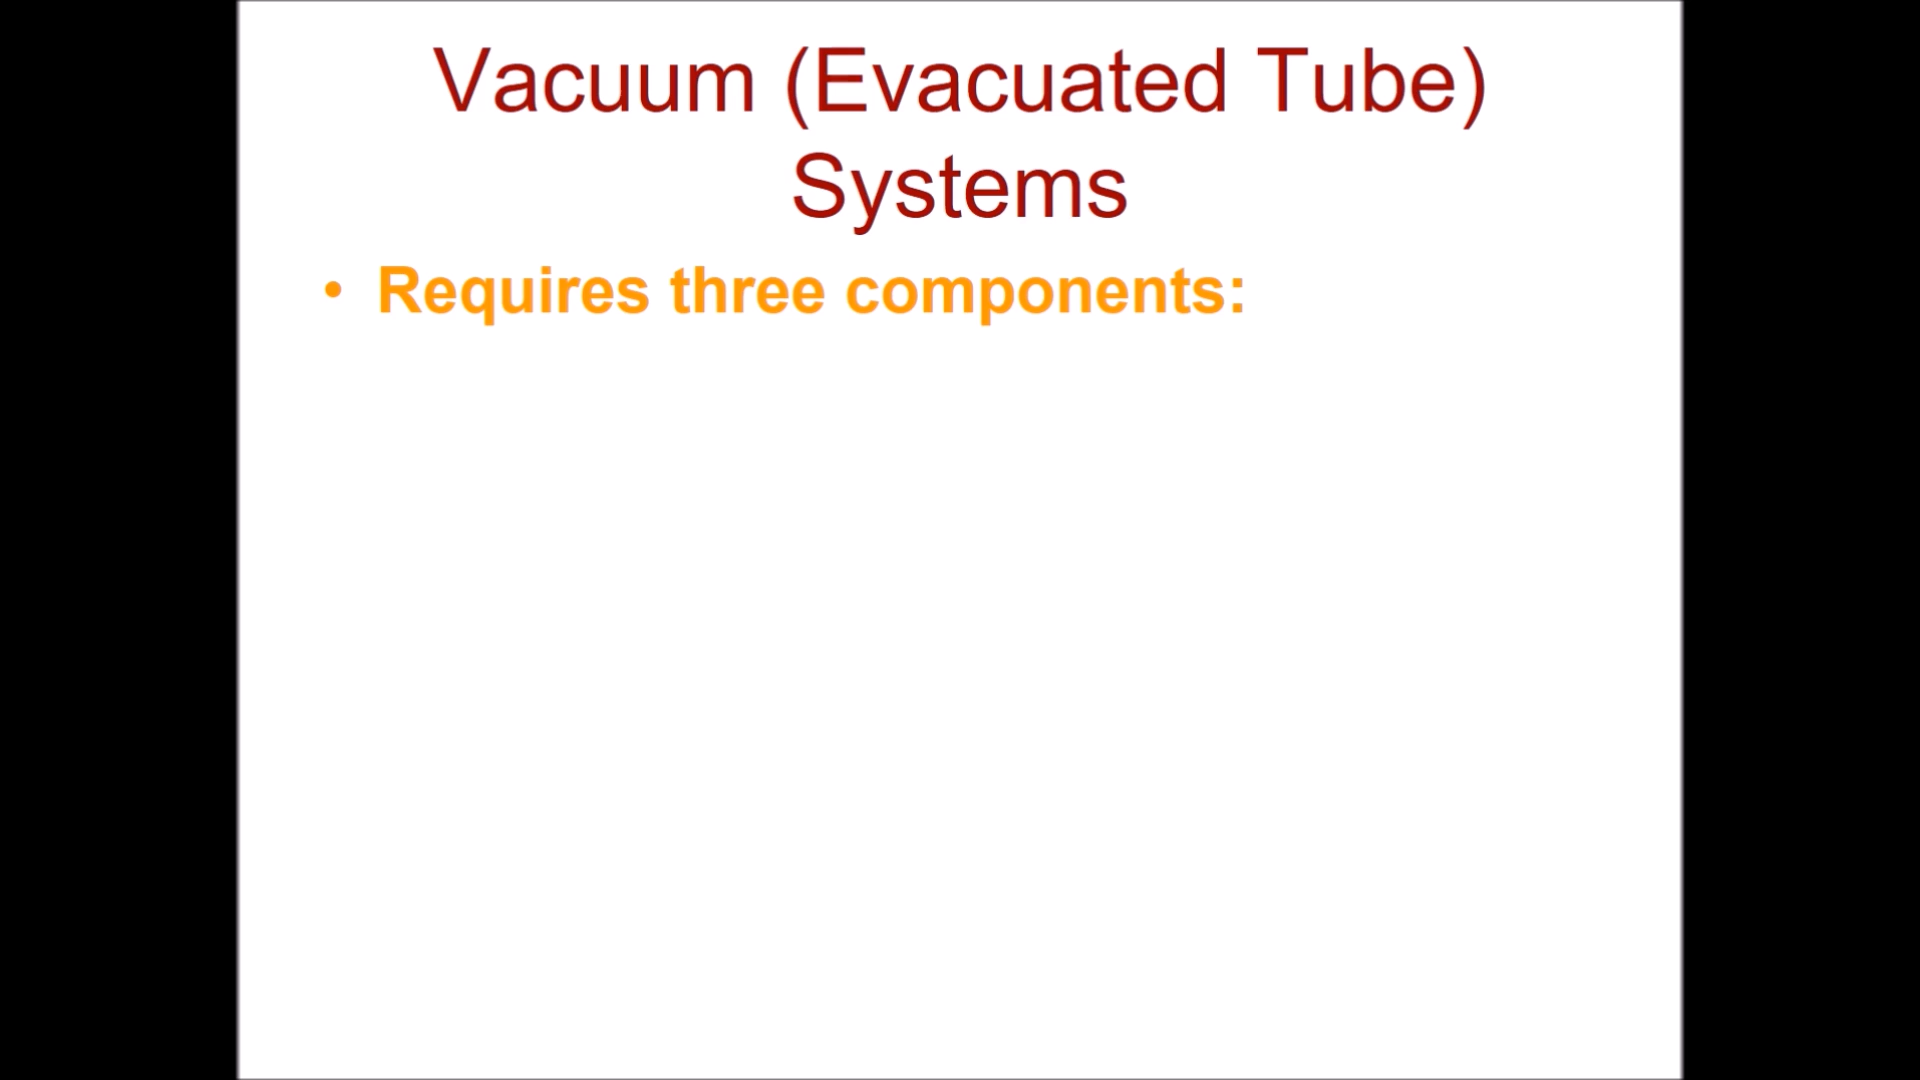 Vacuum (Evacuated Tube)
Systems
• Requires three components: